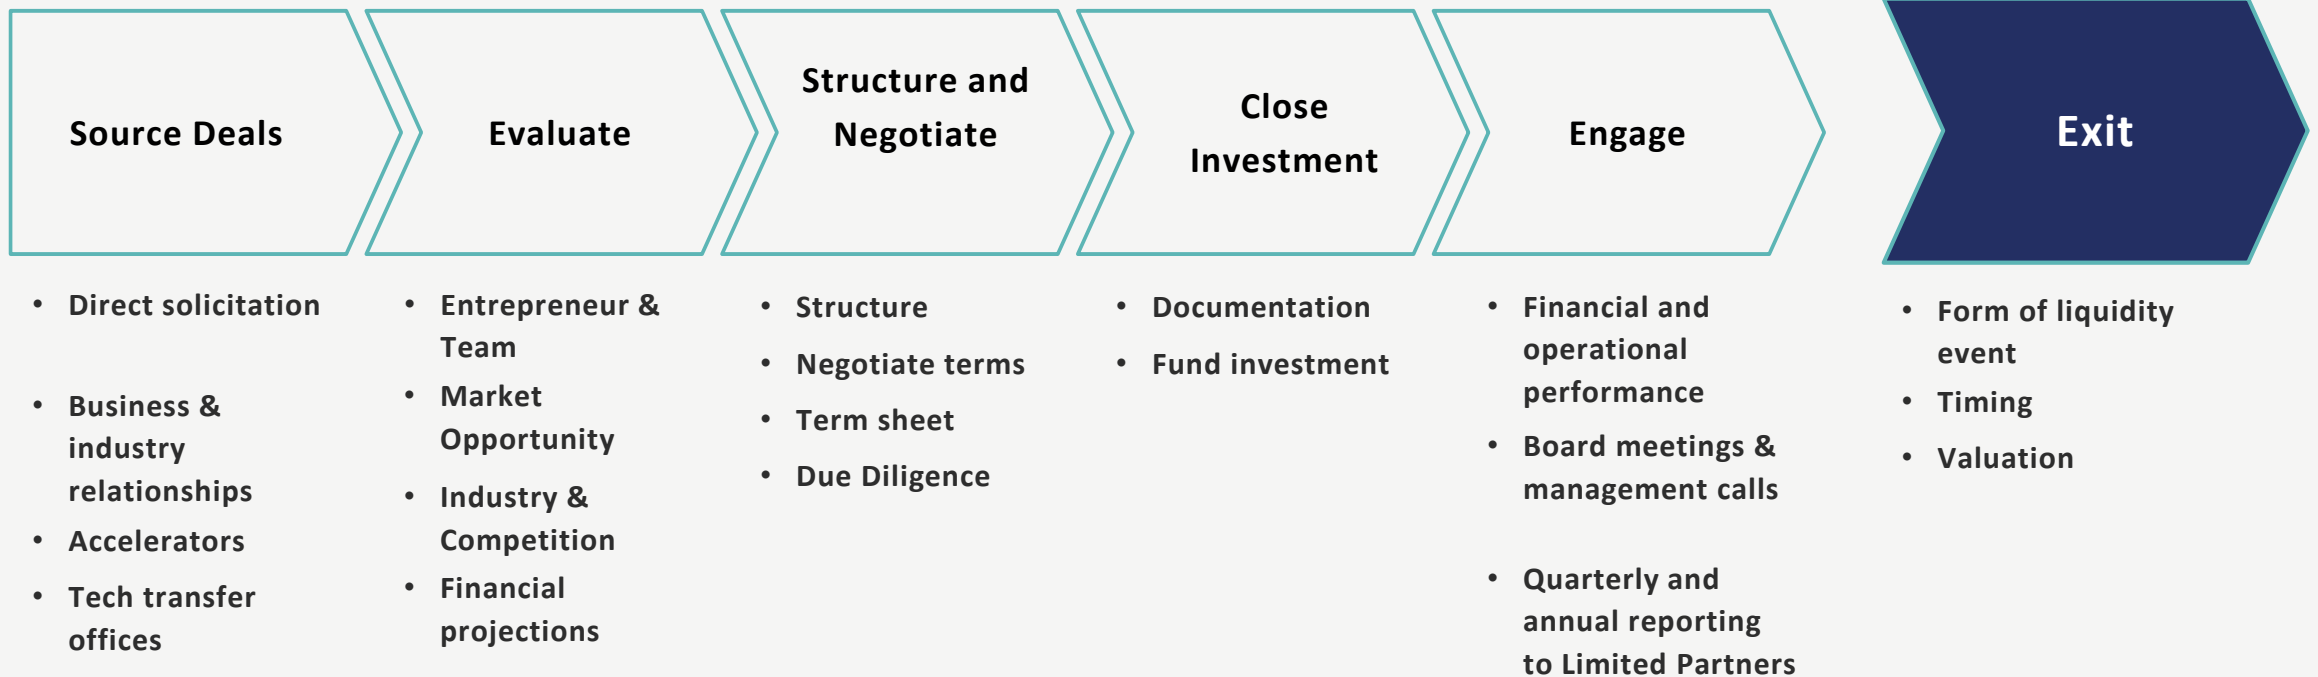 Source Deals
Evaluate
Structure and
Negotiate
Close
Investment
Engage
Exit
• Direct solicitation
• Business &
industry
relationships
• Accelerators
• Tech transfer
offices
• Entrepreneur &
Team
• Market
Opportunity
• Industry &
Competition
• Financial
projections
• Structure
• Negotiate terms
• Term sheet
• Due Diligence
• Documentation
• Fund investment
• Financial and
operational
performance
• Board meetings &
management calls
• Quarterly and
annual reporting
to Limited Partners
• Form of liquidity
event
• Timing
• Valuation